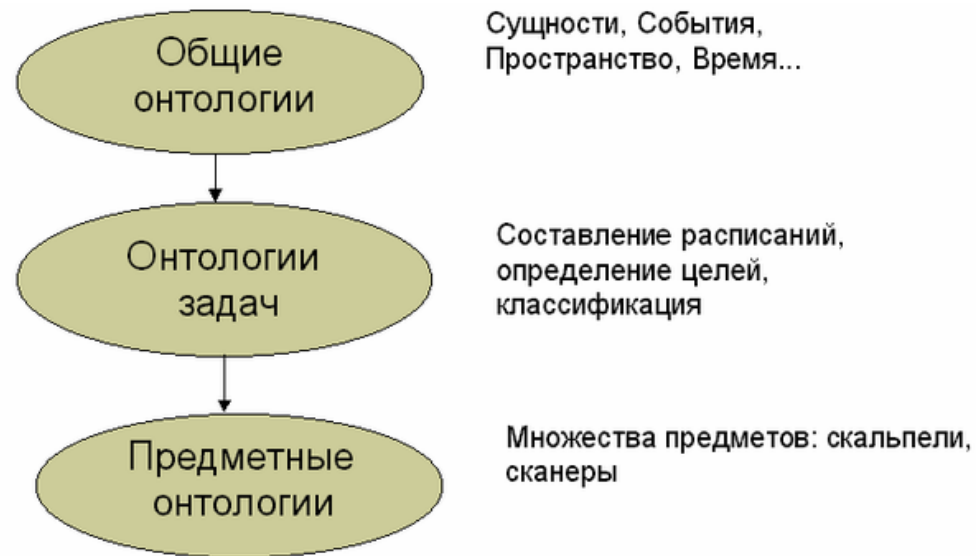 Общие
онтологии
Сущности, События,
Пространство, Время...
Онтологии
задач
Составление расписаний,
определение целей,
классификация
Предметные
онтологии
Множества предметов: скальпели,
сканеры